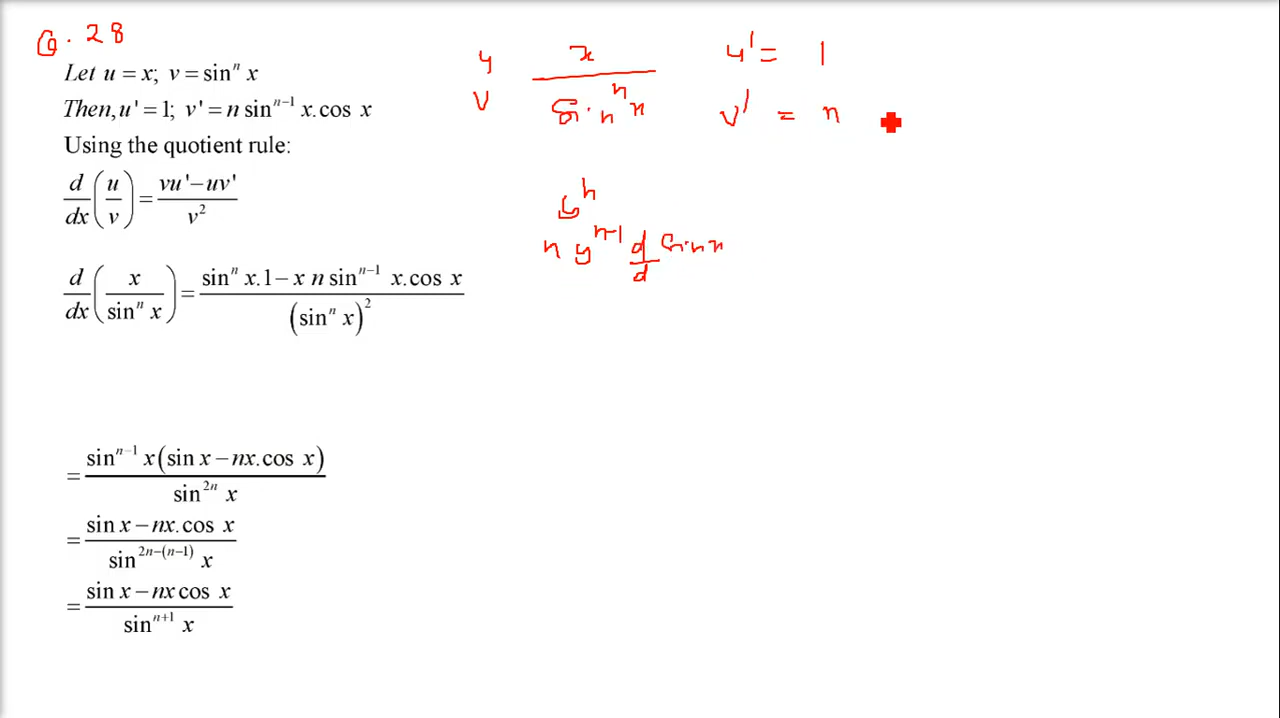 Q. 28
Let u = x; v = sinⁿ x
Then, u' = 1; v' = n sinⁿ⁻¹ x.cos x
Using the quotient rule:
d/dx (u/v) = (vu'−uv')/v²
d/dx (x/sinⁿ x) = (sinⁿ x.1 − x n sinⁿ⁻¹ x.cos x)/(sinⁿ x)²
= sinⁿ⁻¹ x(sin x − nx.cos x)/sin²ⁿ x
= (sin x − nx.cos x)/sin²ⁿ⁻⁽ⁿ⁻¹⁾ x
= (sin x − nx cos x)/sinⁿ⁺¹ x
u x
v sinⁿx
u' = 1
v' = n
n yⁿ⁻¹ d/d sin x